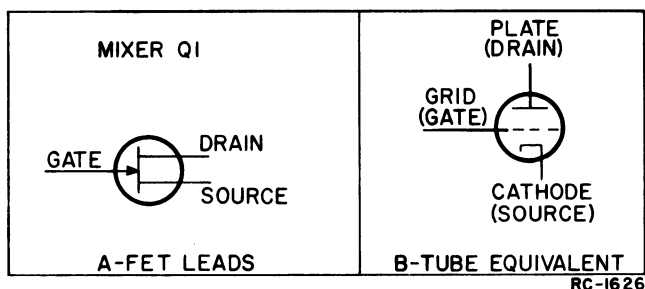 MIXER Q1
GATE
DRAIN
SOURCE
A-FET LEADS
PLATE
(DRAIN)
GRID
(GATE)
CATHODE
(SOURCE)
B-TUBE EQUIVALENT
RC-1626